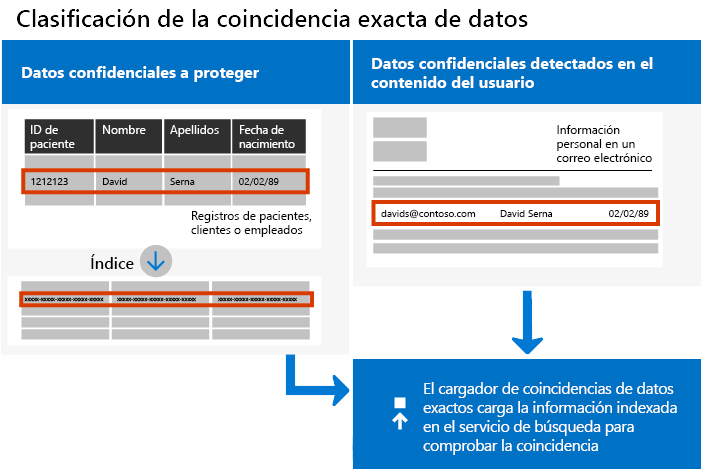 Clasificación de la coincidencia exacta de datos
Datos confidenciales a proteger
ID de
paciente
Nombre
Apellidos
Fecha de
nacimiento
1212123
David
Serna
02/02/89
Registros de pacientes,
clientes o empleados
Índice
xxxxx-xxxxx-xxxxx-xxxxx-xxxxx xxxxx-xxxxx-xxxxx-xxxxx-xxxxx xxxxx-xxxxx-xxxxx-xxxxx-xxxxx
Datos confidenciales detectados en el
contenido del usuario
Información
personal en un
correo electrónico
davids@contoso.com David Serna 02/02/89
El cargador de coincidencias de datos
exactos carga la información indexada
en el servicio de búsqueda para
comprobar la coincidencia